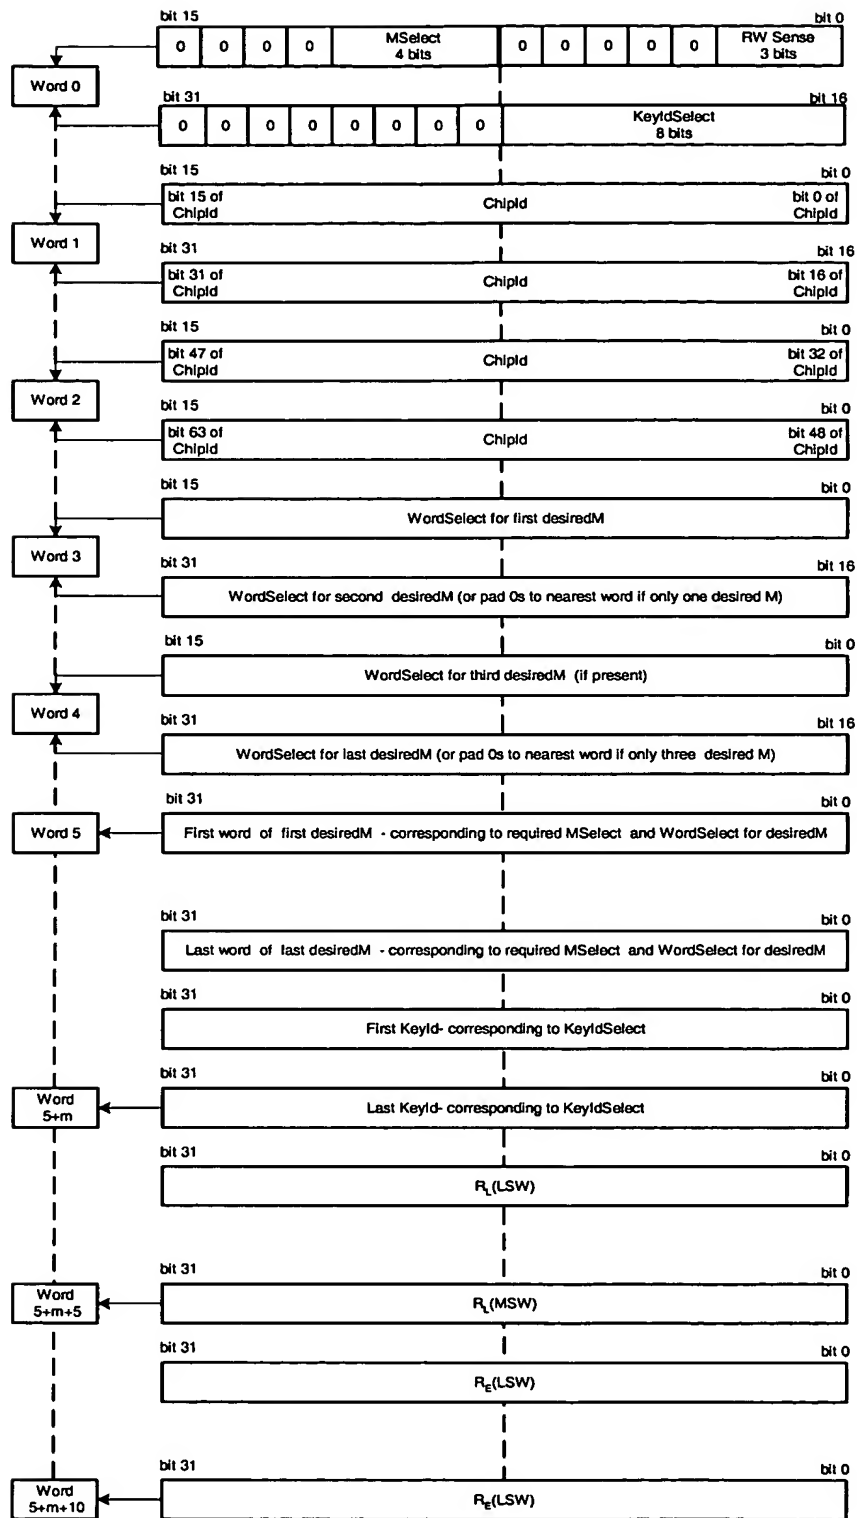 bit 15
bit 0
0
0
0
0
MSelect
4 bits
0
0
0
0
0
RW Sense
3 bits
Word 0
bit 31
bit 16
0
0
0
0
0
0
0
0
KeyIdSelect
8 bits
bit 15
bit 0
bit 15 of
ChipId
ChipId
bit 0 of
ChipId
Word 1
bit 31
bit 16
bit 31 of
ChipId
ChipId
bit 16 of
ChipId
bit 15
bit 0
bit 47 of
ChipId
ChipId
bit 32 of
ChipId
Word 2
bit 15
bit 0
bit 63 of
ChipId
ChipId
bit 48 of
ChipId
bit 15
bit 0
WordSelect for first desiredM
Word 3
bit 31
bit 16
WordSelect for second desiredM (or pad 0s to nearest word if only one desired M)
bit 15
bit 0
WordSelect for third desiredM (if present)
Word 4
bit 31
bit 16
WordSelect for last desiredM (or pad 0s to nearest word if only three desired M)
bit 31
bit 0
Word 5
First word of first desiredM - corresponding to required MSelect and WordSelect for desiredM
bit 31
bit 0
Last word of last desiredM - corresponding to required MSelect and WordSelect for desiredM
bit 31
bit 0
First KeyId- corresponding to KeyIdSelect
bit 31
bit 0
Word
5+m
Last KeyId- corresponding to KeyIdSelect
bit 31
bit 0
R_L(LSW)
bit 31
bit 0
Word
5+m+5
R_L(MSW)
bit 31
bit 0
R_E(LSW)
bit 31
bit 0
Word
5+m+10
R_E(LSW)